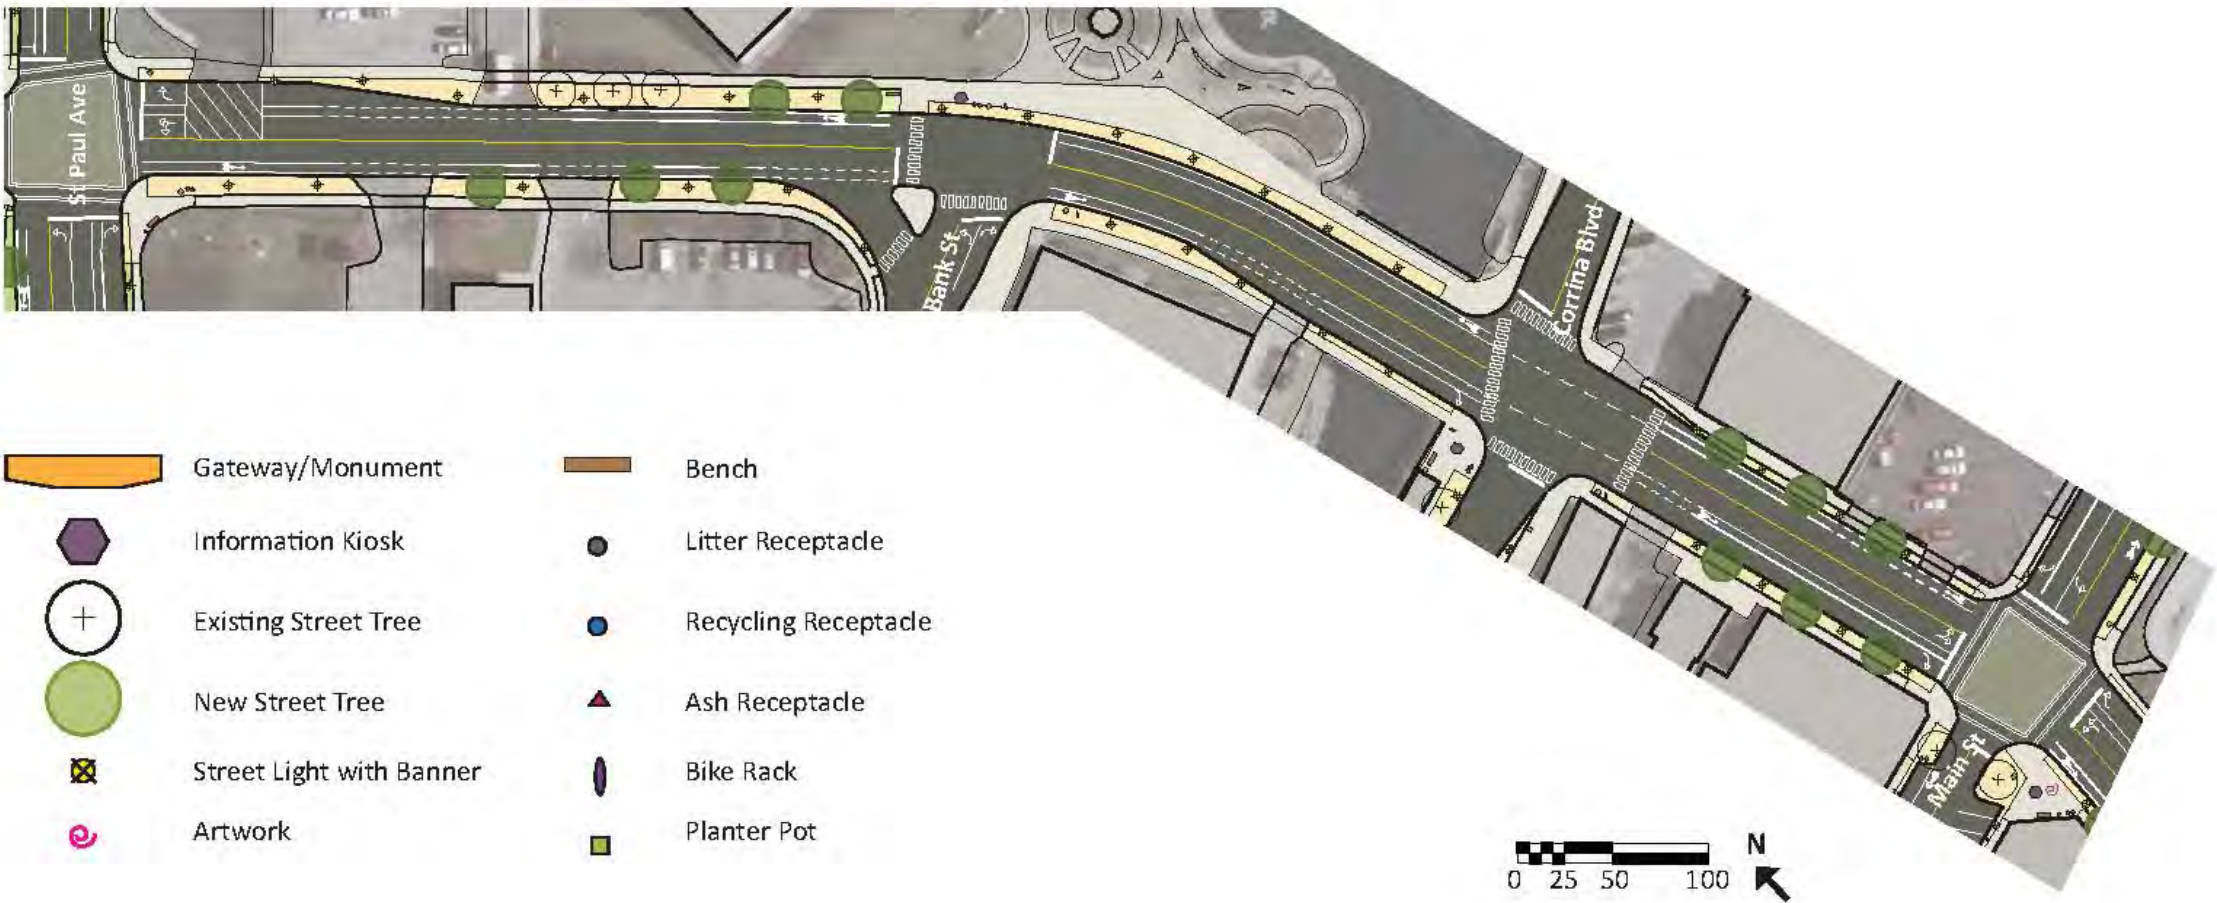 St Paul Ave
Bank St
Corrina Blvd
Main St
Gateway/Monument
Information Kiosk
Existing Street Tree
New Street Tree
Street Light with Banner
Artwork
Bench
Litter Receptacle
Recycling Receptacle
Ash Receptacle
Bike Rack
Planter Pot
N
0 25 50 100